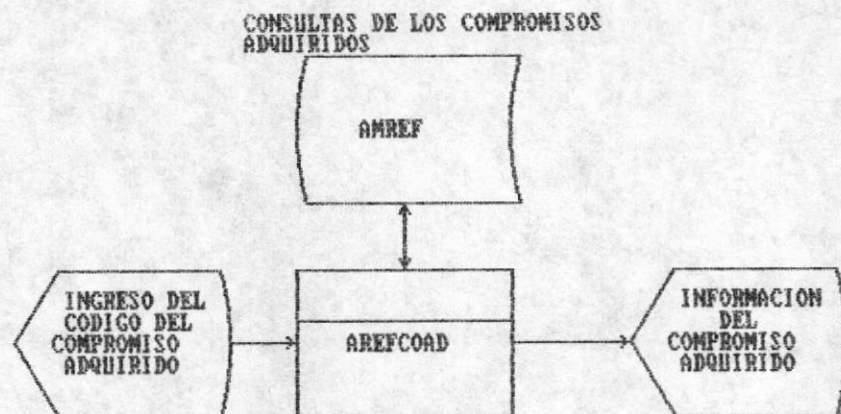 CONSULTAS DE LOS COMPROMISOS
ADQUIRIDOS
AMREF
INGRESO DEL
CODIGO DEL
COMPROMISO
ADQUIRIDO
AREFCOAD
INFORMACION
DEL
COMPROMISO
ADQUIRIDO